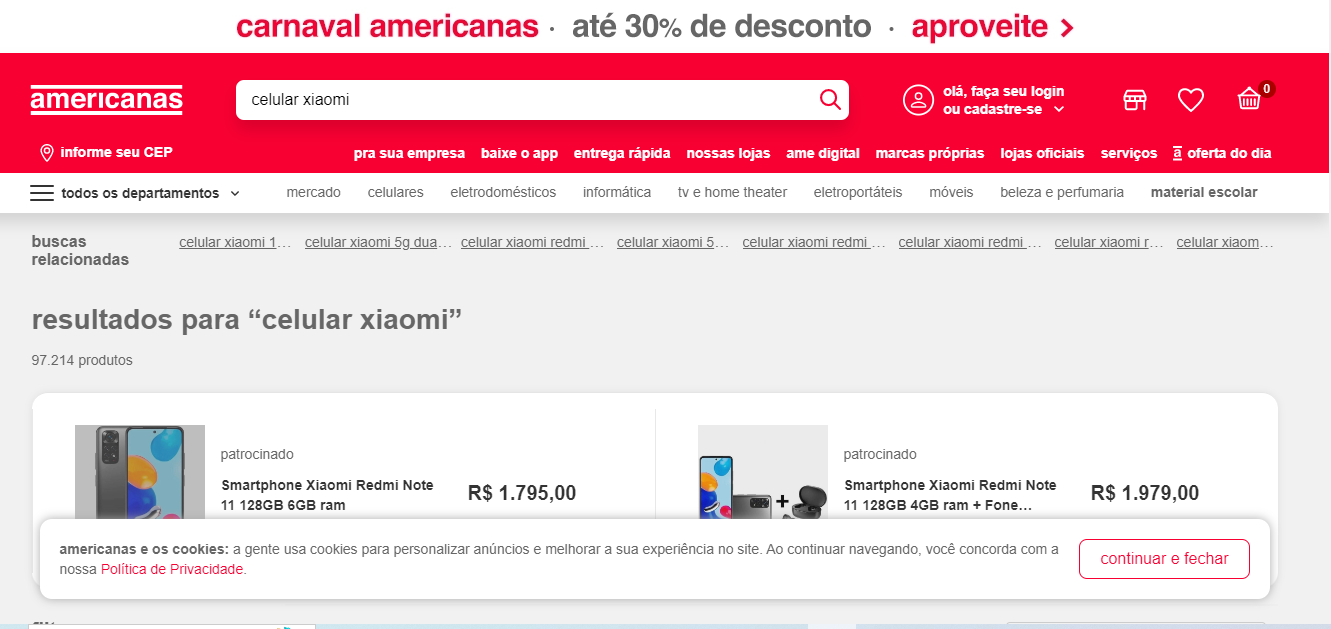 carnaval americanas · até 30% de desconto · aproveite >
americanas
celular xiaomi
olá, faça seu login
ou cadastre-se
0
informe seu CEP
pra sua empresa baixe o app entrega rápida nossas lojas ame digital marcas próprias lojas oficiais serviços a oferta do dia
todos os departamentos mercado celulares eletrodomésticos informática tv e home theater eletroportáteis móveis beleza e perfumaria material escolar
buscas
relacionadas
celular xiaomi 1... celular xiaomi 5g dua... celular xiaomi redmi ... celular xiaomi 5... celular xiaomi redmi ... celular xiaomi redmi ... celular xiaomi r... celular xiaom...
resultados para “celular xiaomi”
97.214 produtos
patrocinado
Smartphone Xiaomi Redmi Note
11 128GB 6GB ram
R$ 1.795,00
patrocinado
Smartphone Xiaomi Redmi Note
11 128GB 4GB ram + Fone...
R$ 1.979,00
americanas e os cookies: a gente usa cookies para personalizar anúncios e melhorar a sua experiência no site. Ao continuar navegando, você concorda com a
nossa Política de Privacidade.
continuar e fechar